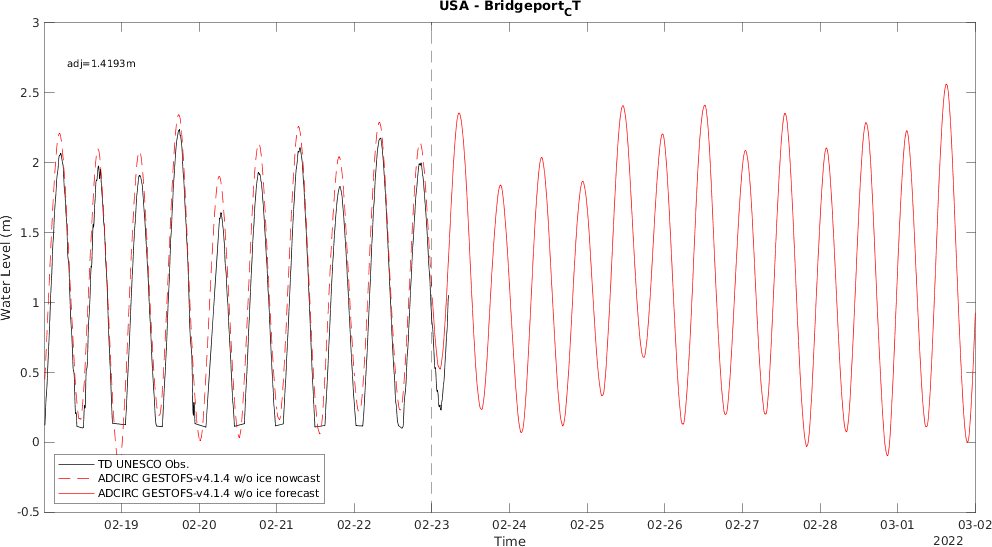 USA - Bridgeport_CT
3
adj=1.4193m
2.5
2
1.5
1
0.5
0
-0.5
Water Level (m)
TD UNESCO Obs.
ADCIRC GESTOFS-v4.1.4 w/o ice nowcast
ADCIRC GESTOFS-v4.1.4 w/o ice forecast
02-19 02-20 02-21 02-22 02-23 02-24 02-25 02-26 02-27 02-28 03-01 03-02
Time
2022